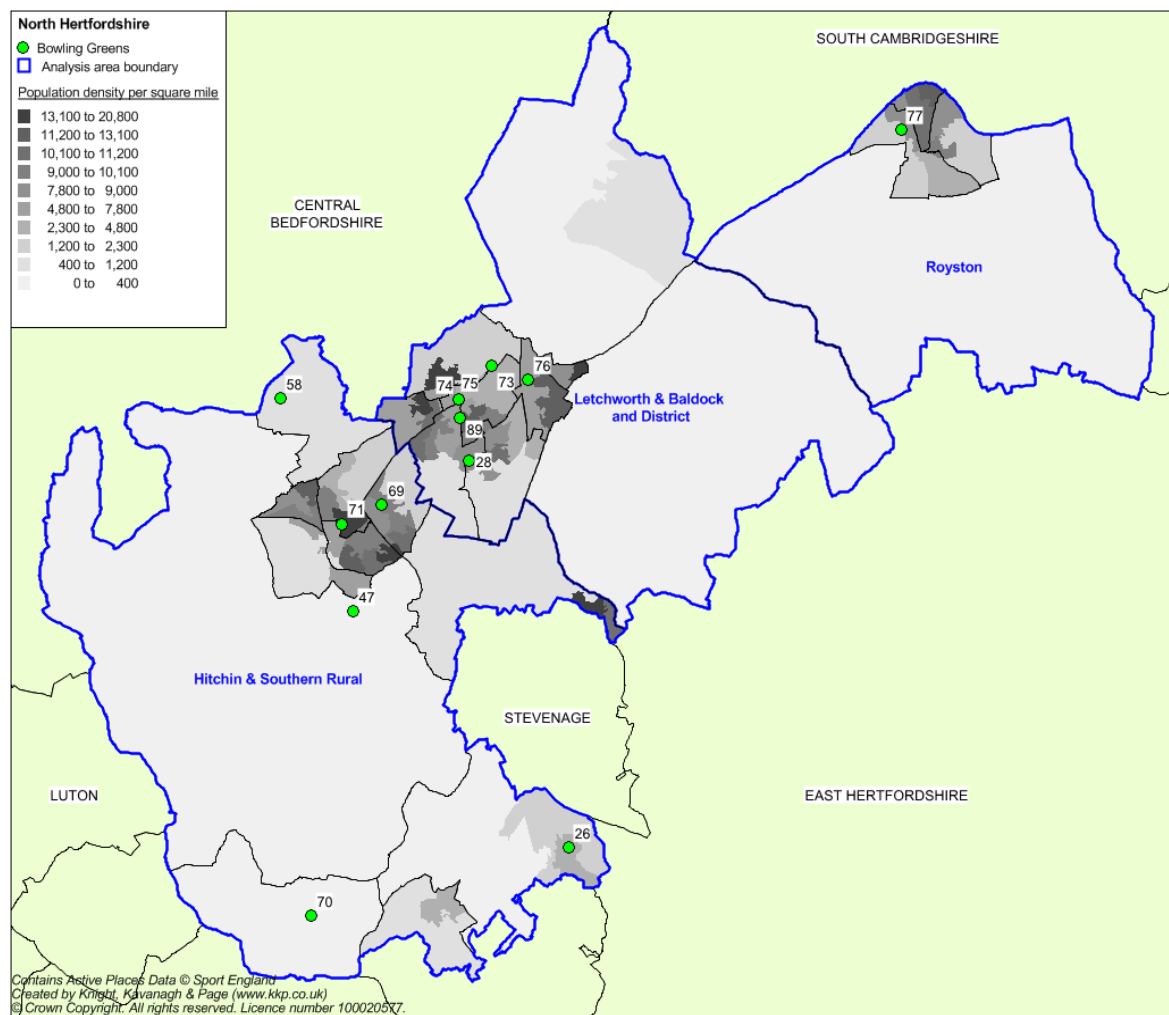 North Hertfordshire
Bowling Greens
Analysis area boundary
Population density per square mile
13,100 to 20,800
11,200 to 13,100
10,100 to 11,200
9,000 to 10,100
7,800 to 9,000
4,800 to 7,800
2,300 to 4,800
1,200 to 2,300
400 to 1,200
0 to 400
SOUTH CAMBRIDGESHIRE
77
CENTRAL
BEDFORDSHIRE
Royston
58
74
75
73
76
Letchworth & Baldock
and District
89
28
69
71
47
Hitchin & Southern Rural
STEVENAGE
LUTON
EAST HERTFORDSHIRE
26
70
Contains Active Places Data © Sport England
Created by Knight, Kavanagh & Page (www.kkp.co.uk)
© Crown Copyright. All rights reserved. Licence number 100020577.